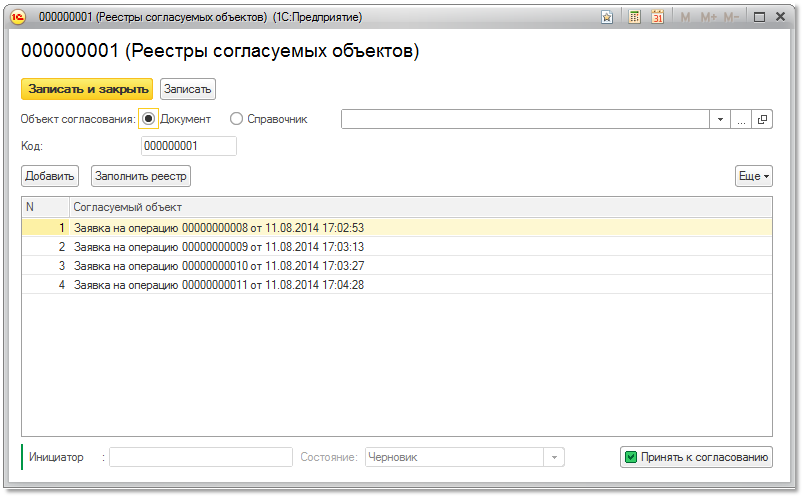 000000001 (Реестры согласуемых объектов) (1С:Предприятие)
M M+ M-
000000001 (Реестры согласуемых объектов)
Записать и закрыть Записать
Объект согласования: Документ Справочник
Код: 000000001
Добавить Заполнить реестр Еще
N Согласуемый объект
1 Заявка на операцию 00000000008 от 11.08.2014 17:02:53
2 Заявка на операцию 00000000009 от 11.08.2014 17:03:13
3 Заявка на операцию 00000000010 от 11.08.2014 17:03:27
4 Заявка на операцию 00000000011 от 11.08.2014 17:04:28
Инициатор : Состояние: Черновик Принять к согласованию